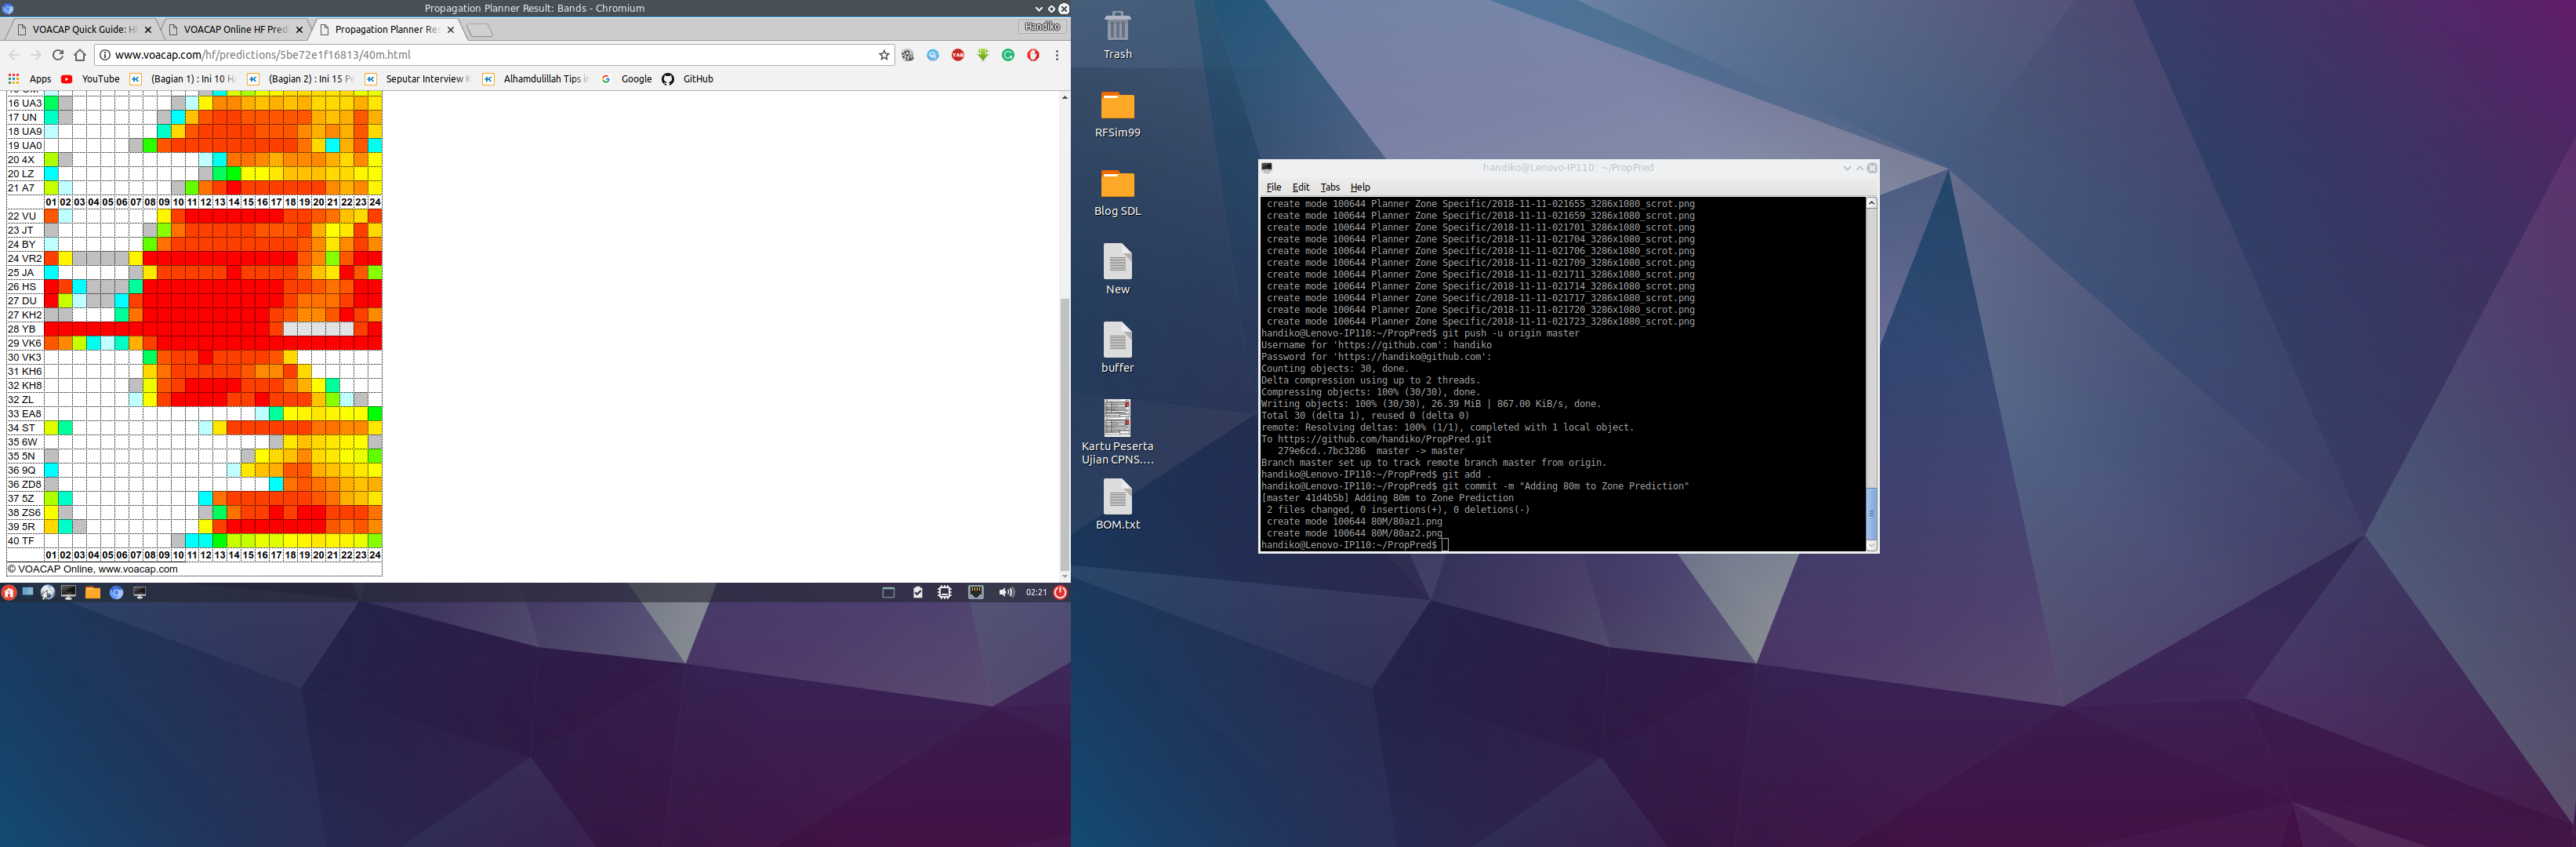 Propagation Planner Result: Bands - Chromium
VOACAP Quick Guide: H
VOACAP Online HF Pred
Propagation Planner Res
Handiko
www.voacap.com/hf/predictions/5be72e1f16813/40m.html
Apps
YouTube
(Bagian 1) : Ini 10 H
(Bagian 2) : Ini 15 P
Seputar Interview K
Alhamdulillah Tips in
Google
GitHub
16 UA3
17 UN
18 UA9
19 UA0
20 4X
20 LZ
21 A7
01 02 03 04 05 06 07 08 09 10 11 12 13 14 15 16 17 18 19 20 21 22 23 24
22 VU
23 JT
24 BY
24 VR2
25 JA
26 HS
27 DU
27 KH2
28 YB
29 VK6
30 VK3
31 KH6
32 KH8
32 ZL
33 EA8
34 ST
35 6W
35 5N
36 9Q
36 ZD8
37 5Z
38 ZS6
39 5R
40 TF
01 02 03 04 05 06 07 08 09 10 11 12 13 14 15 16 17 18 19 20 21 22 23 24
© VOACAP Online, www.voacap.com
02:21
Trash
RFSim99
Blog SDL
New
buffer
Kartu Peserta
Ujian CPNS....
BOM.txt
handiko@Lenovo-IP110: ~/PropPred
File Edit Tabs Help
create mode 100644 Planner Zone Specific/2018-11-11-021655_3286x1080_scrot.png
create mode 100644 Planner Zone Specific/2018-11-11-021659_3286x1080_scrot.png
create mode 100644 Planner Zone Specific/2018-11-11-021701_3286x1080_scrot.png
create mode 100644 Planner Zone Specific/2018-11-11-021704_3286x1080_scrot.png
create mode 100644 Planner Zone Specific/2018-11-11-021706_3286x1080_scrot.png
create mode 100644 Planner Zone Specific/2018-11-11-021709_3286x1080_scrot.png
create mode 100644 Planner Zone Specific/2018-11-11-021711_3286x1080_scrot.png
create mode 100644 Planner Zone Specific/2018-11-11-021714_3286x1080_scrot.png
create mode 100644 Planner Zone Specific/2018-11-11-021717_3286x1080_scrot.png
create mode 100644 Planner Zone Specific/2018-11-11-021720_3286x1080_scrot.png
create mode 100644 Planner Zone Specific/2018-11-11-021723_3286x1080_scrot.png
handiko@Lenovo-IP110:~/PropPred$ git push -u origin master
Username for 'https://github.com': handiko
Password for 'https://handiko@github.com':
Counting objects: 30, done.
Delta compression using up to 2 threads.
Compressing objects: 100% (30/30), done.
Writing objects: 100% (30/30), 26.39 MiB | 867.00 KiB/s, done.
Total 30 (delta 1), reused 0 (delta 0)
remote: Resolving deltas: 100% (1/1), completed with 1 local object.
To https://github.com/handiko/PropPred.git
279e6cd..7bc3286  master -> master
Branch master set up to track remote branch master from origin.
handiko@Lenovo-IP110:~/PropPred$ git add .
handiko@Lenovo-IP110:~/PropPred$ git commit -m "Adding 80m to Zone Prediction"
[master 41d4b5b] Adding 80m to Zone Prediction
2 files changed, 0 insertions(+), 0 deletions(-)
create mode 100644 80M/80az1.png
create mode 100644 80M/80az2.png
handiko@Lenovo-IP110:~/PropPred$